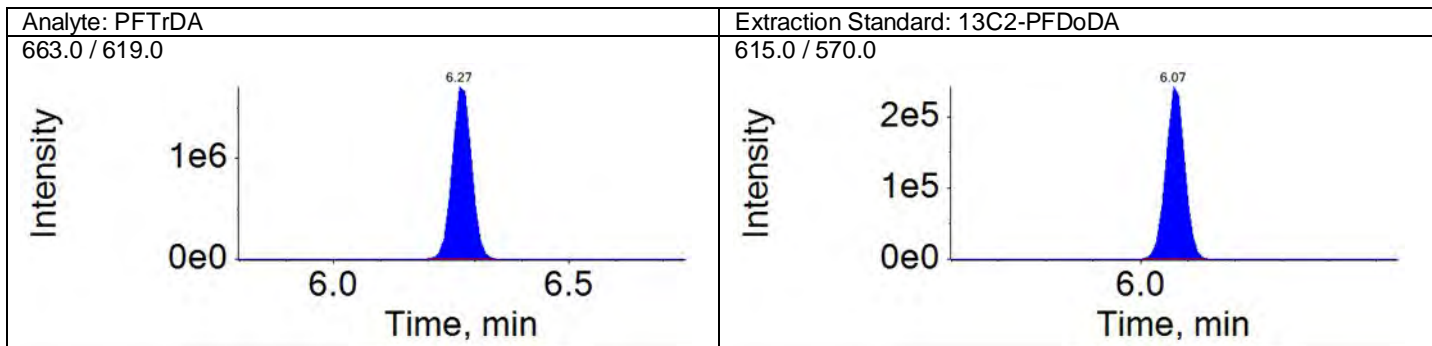 Analyte: PFTrDA
663.0 / 619.0
6.27
Intensity
1e6
0e0
6.0 6.5
Time, min
Extraction Standard: 13C2-PFDoDA
615.0 / 570.0
6.07
Intensity
2e5
1e5
0e0
6.0
Time, min